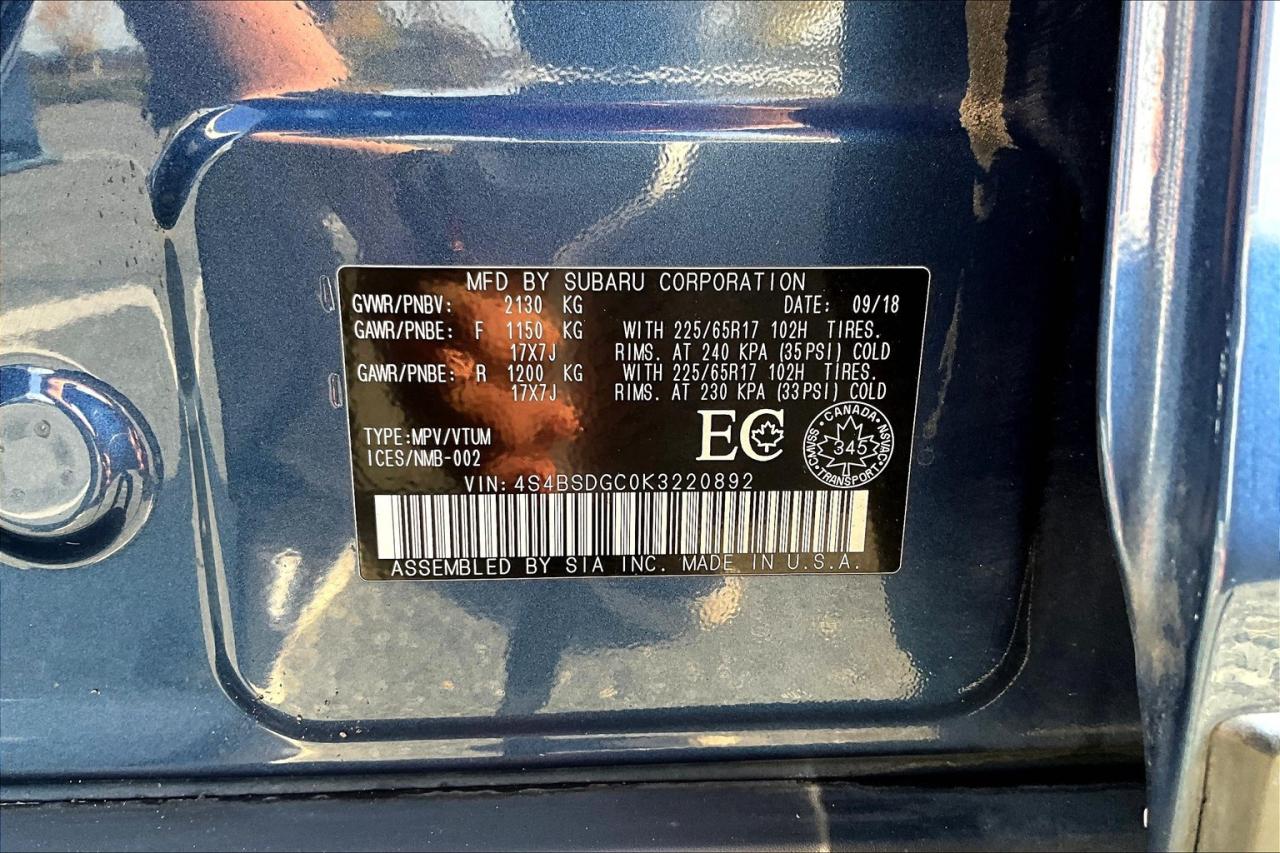 MFD BY SUBARU CORPORATION
GVWR/PNBV: 2130 KG DATE: 09/18
GAWR/PNBE: F 1150 KG WITH 225/65R17 102H TIRES.
17X7J RIMS. AT 240 KPA (35PSI) COLD
GAWR/PNBE: R 1200 KG WITH 225/65R17 102H TIRES.
17X7J RIMS. AT 230 KPA (33PSI) COLD
EC
CANADA
345
TRANSPORT
CMVSS NSVAC
TYPE:MPV/VTUM
ICES/NMB-002
VIN: 4S4BSDGC0K3220892
ASSEMBLED BY SIA INC. MADE IN U.S.A.